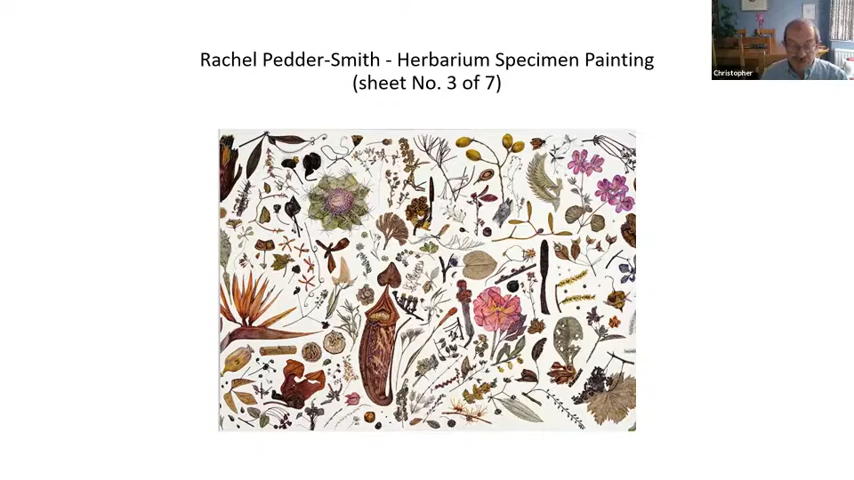 Rachel Pedder-Smith - Herbarium Specimen Painting
(sheet No. 3 of 7)
Christopher